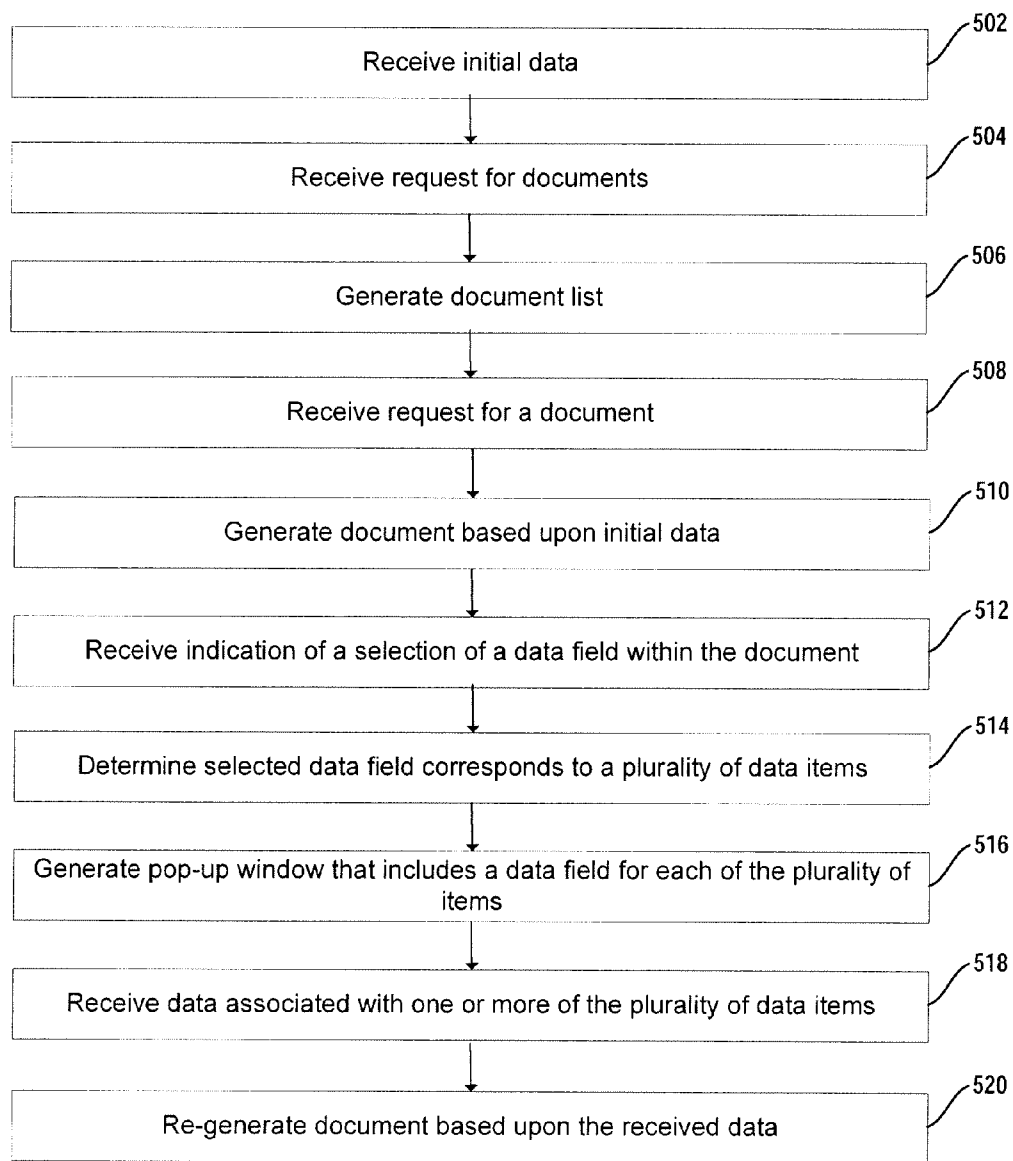 502
Receive initial data
504
Receive request for documents
506
Generate document list
508
Receive request for a document
510
Generate document based upon initial data
512
Receive indication of a selection of a data field within the document
514
Determine selected data field corresponds to a plurality of data items
516
Generate pop-up window that includes a data field for each of the plurality of
items
518
Receive data associated with one or more of the plurality of data items
520
Re-generate document based upon the received data